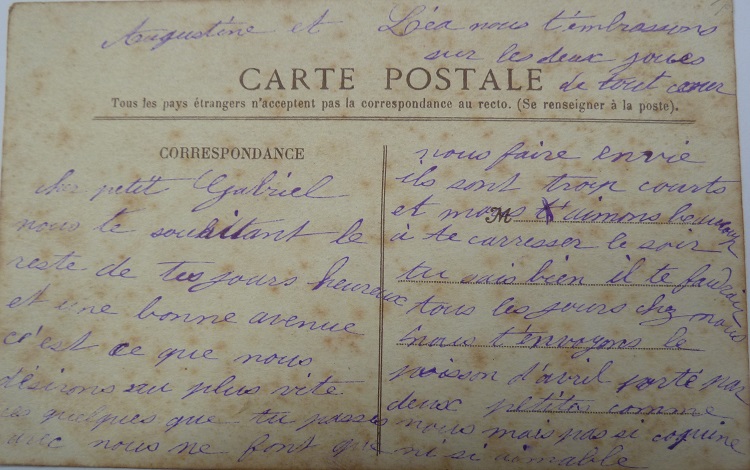 Augustine et Léa nous t'embrassons
sur les deux joues
de tout cœur
CARTE POSTALE
Tous les pays étrangers n'acceptent pas la correspondance au recto. (Se renseigner à la poste).
CORRESPONDANCE
cher petit Gabriel
nous te souhaitant le
reste de tes jours heureux
et une bonne avenue
c'est ce que nous
désirons au plus vite
ces quelques que tu passes
avec nous ne font que
nous faire envie
ils sont trop courts
M
et nous t'aimons beaucoup
à te carresser le soir
tu sais bien il te faudrait
tous les jours chez nous
nous t'envoyons le
poisson d'avril porté par
deux petits comme
nous mais pas si coquine
ni si aimable